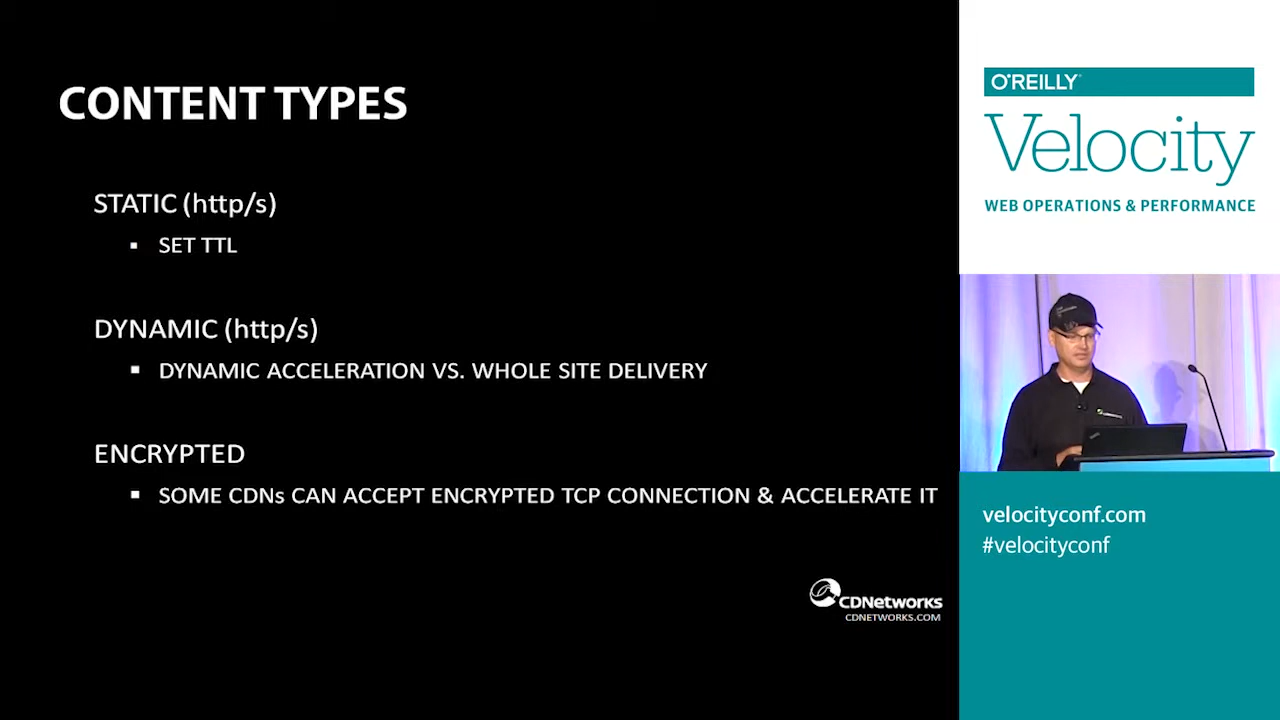 CONTENT TYPES
STATIC (http/s)
▪ SET TTL
DYNAMIC (http/s)
▪ DYNAMIC ACCELERATION VS. WHOLE SITE DELIVERY
ENCRYPTED
▪ SOME CDNs CAN ACCEPT ENCRYPTED TCP CONNECTION & ACCELERATE IT
CDNetworks
CDNETWORKS.COM
O'REILLY
Velocity
WEB OPERATIONS & PERFORMANCE
velocityconf.com
#velocityconf